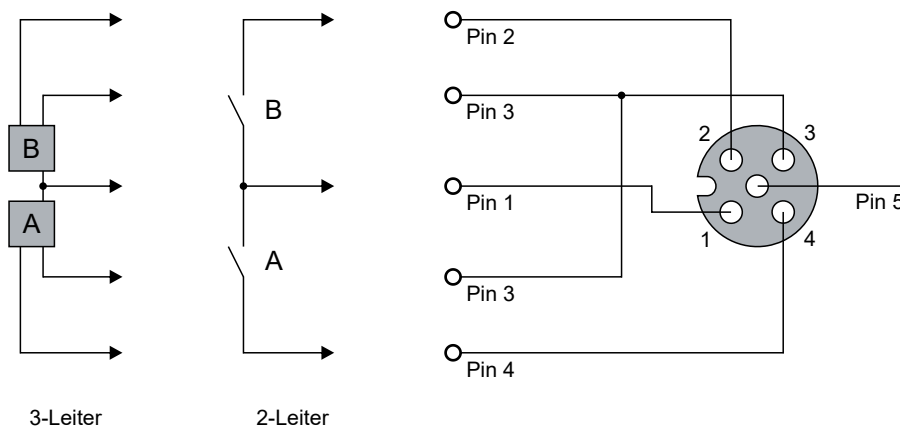 Pin 2
B
Pin 3
2
3
B
Pin 1
Pin 5
A
1
4
A
Pin 3
Pin 4
3-Leiter
2-Leiter